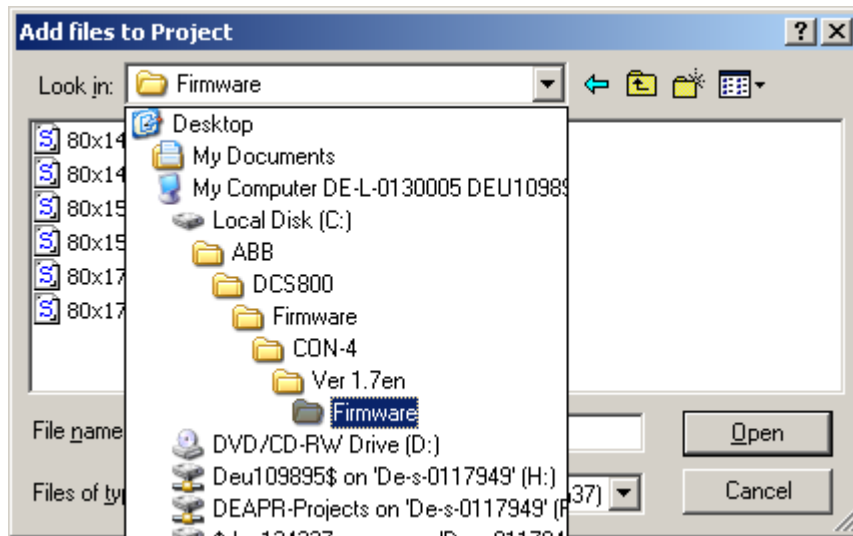 Add files to Project
Look in: Firmware
Desktop
80x14
My Documents
80x14
My Computer DE-L-0130005 DEU10989
80x15
Local Disk (C:)
80x15
ABB
80x17
DCS800
80x17
Firmware
CON-4
Ver 1.7en
Firmware
File name
Open
DVD/CD-RW Drive (D:)
Deu109895$ on 'De-s-0117949' (H:)
Files of ty
37)
Cancel
DEAPR-Projects on 'De-s-0117949' (